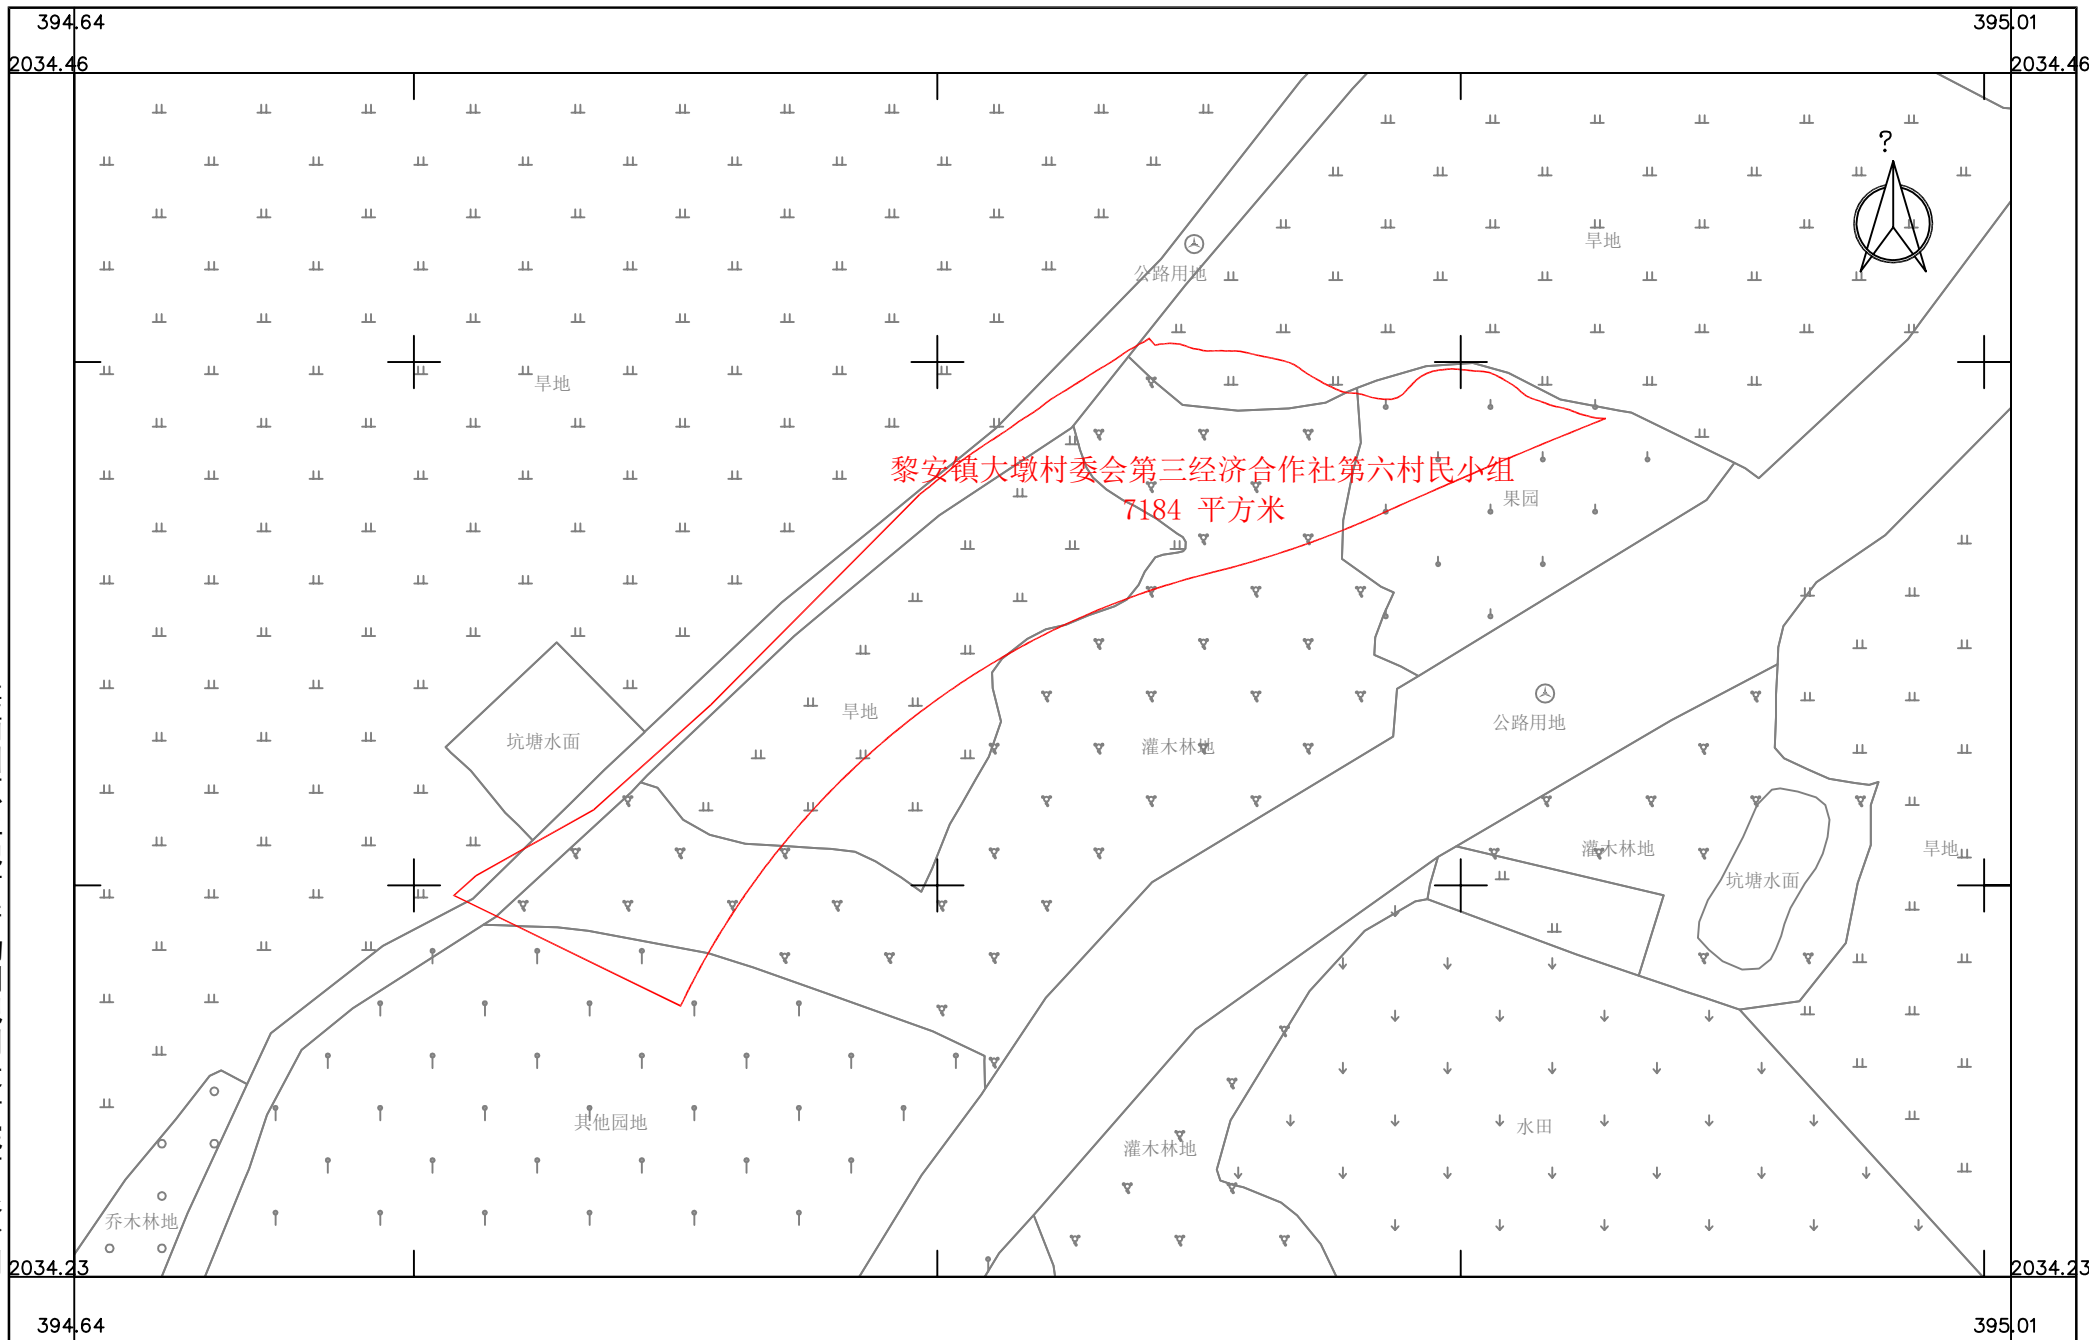 394.64
395.01
2034.46
2034.46
?
旱地
公路用地
旱地
黎安镇大墩村委会第三经济合作社第六村民小组
果园
7184 平方米
旱地
公路用地
坑塘水面
灌木林地
灌木林地
旱地
坑塘水面
其他园地
水田
灌木林地
乔木林地
2034.23
2034.23
394.64
395.01